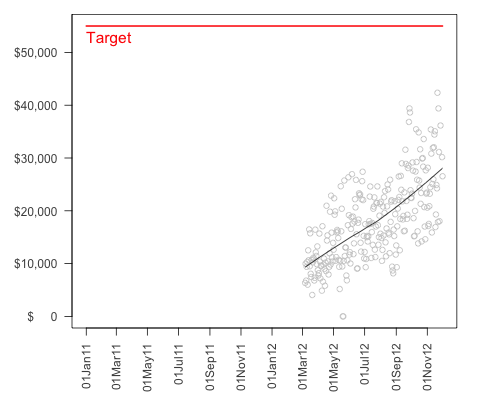 Target
$50,000
$40,000
$30,000
$20,000
$10,000
$ 0
01Jan11
01Mar11
01May11
01Jul11
01Sep11
01Nov11
01Jan12
01Mar12
01May12
01Jul12
01Sep12
01Nov12